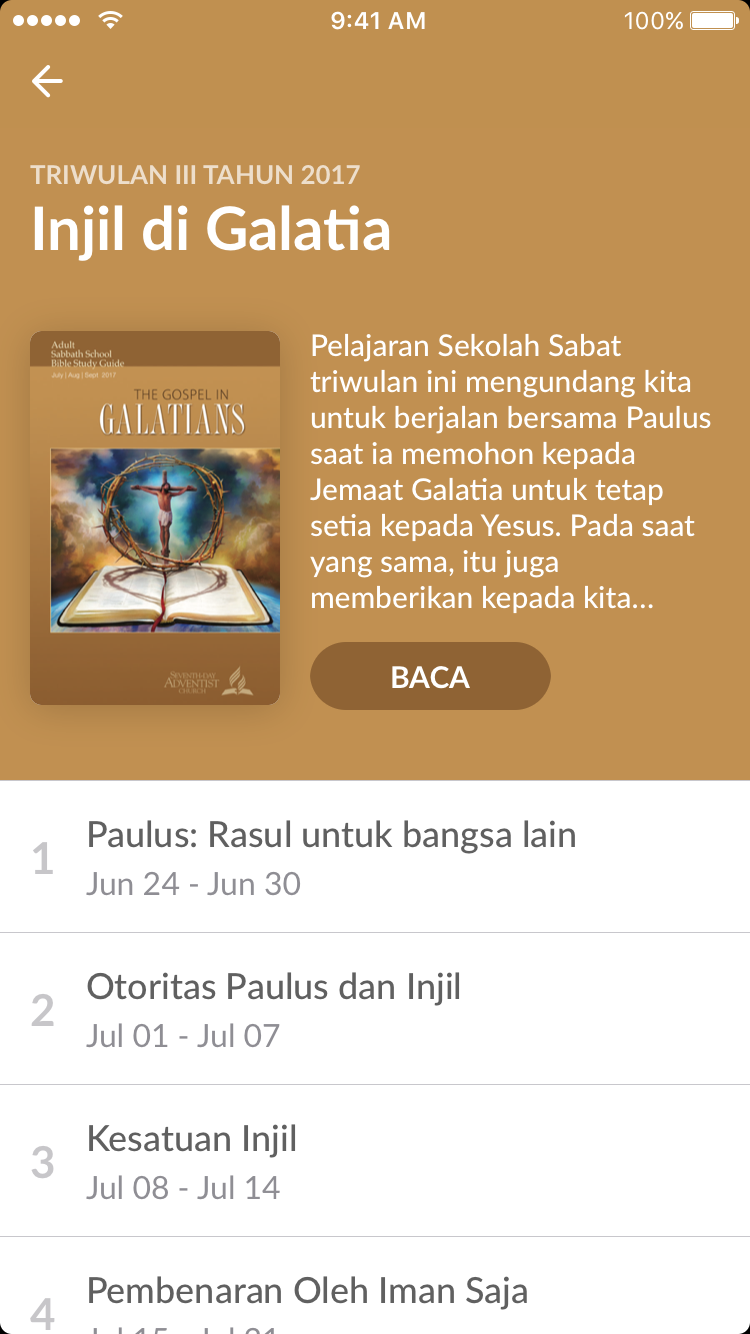 9:41 AM
100%
TRIWULAN III TAHUN 2017
Injil di Galatia
Adult
Sabbath School
Bible Study Guide
July | Aug | Sept 2017
THE GOSPEL IN
GALATIANS
SEVENTH-DAY
ADVENTIST
CHURCH
Pelajaran Sekolah Sabat
triwulan ini mengundang kita
untuk berjalan bersama Paulus
saat ia memohon kepada
Jemaat Galatia untuk tetap
setia kepada Yesus. Pada saat
yang sama, itu juga
memberikan kepada kita...
BACA
1
Paulus: Rasul untuk bangsa lain
Jun 24 - Jun 30
2
Otoritas Paulus dan Injil
Jul 01 - Jul 07
3
Kesatuan Injil
Jul 08 - Jul 14
4
Pembenaran Oleh Iman Saja
Jul 15 - Jul 21